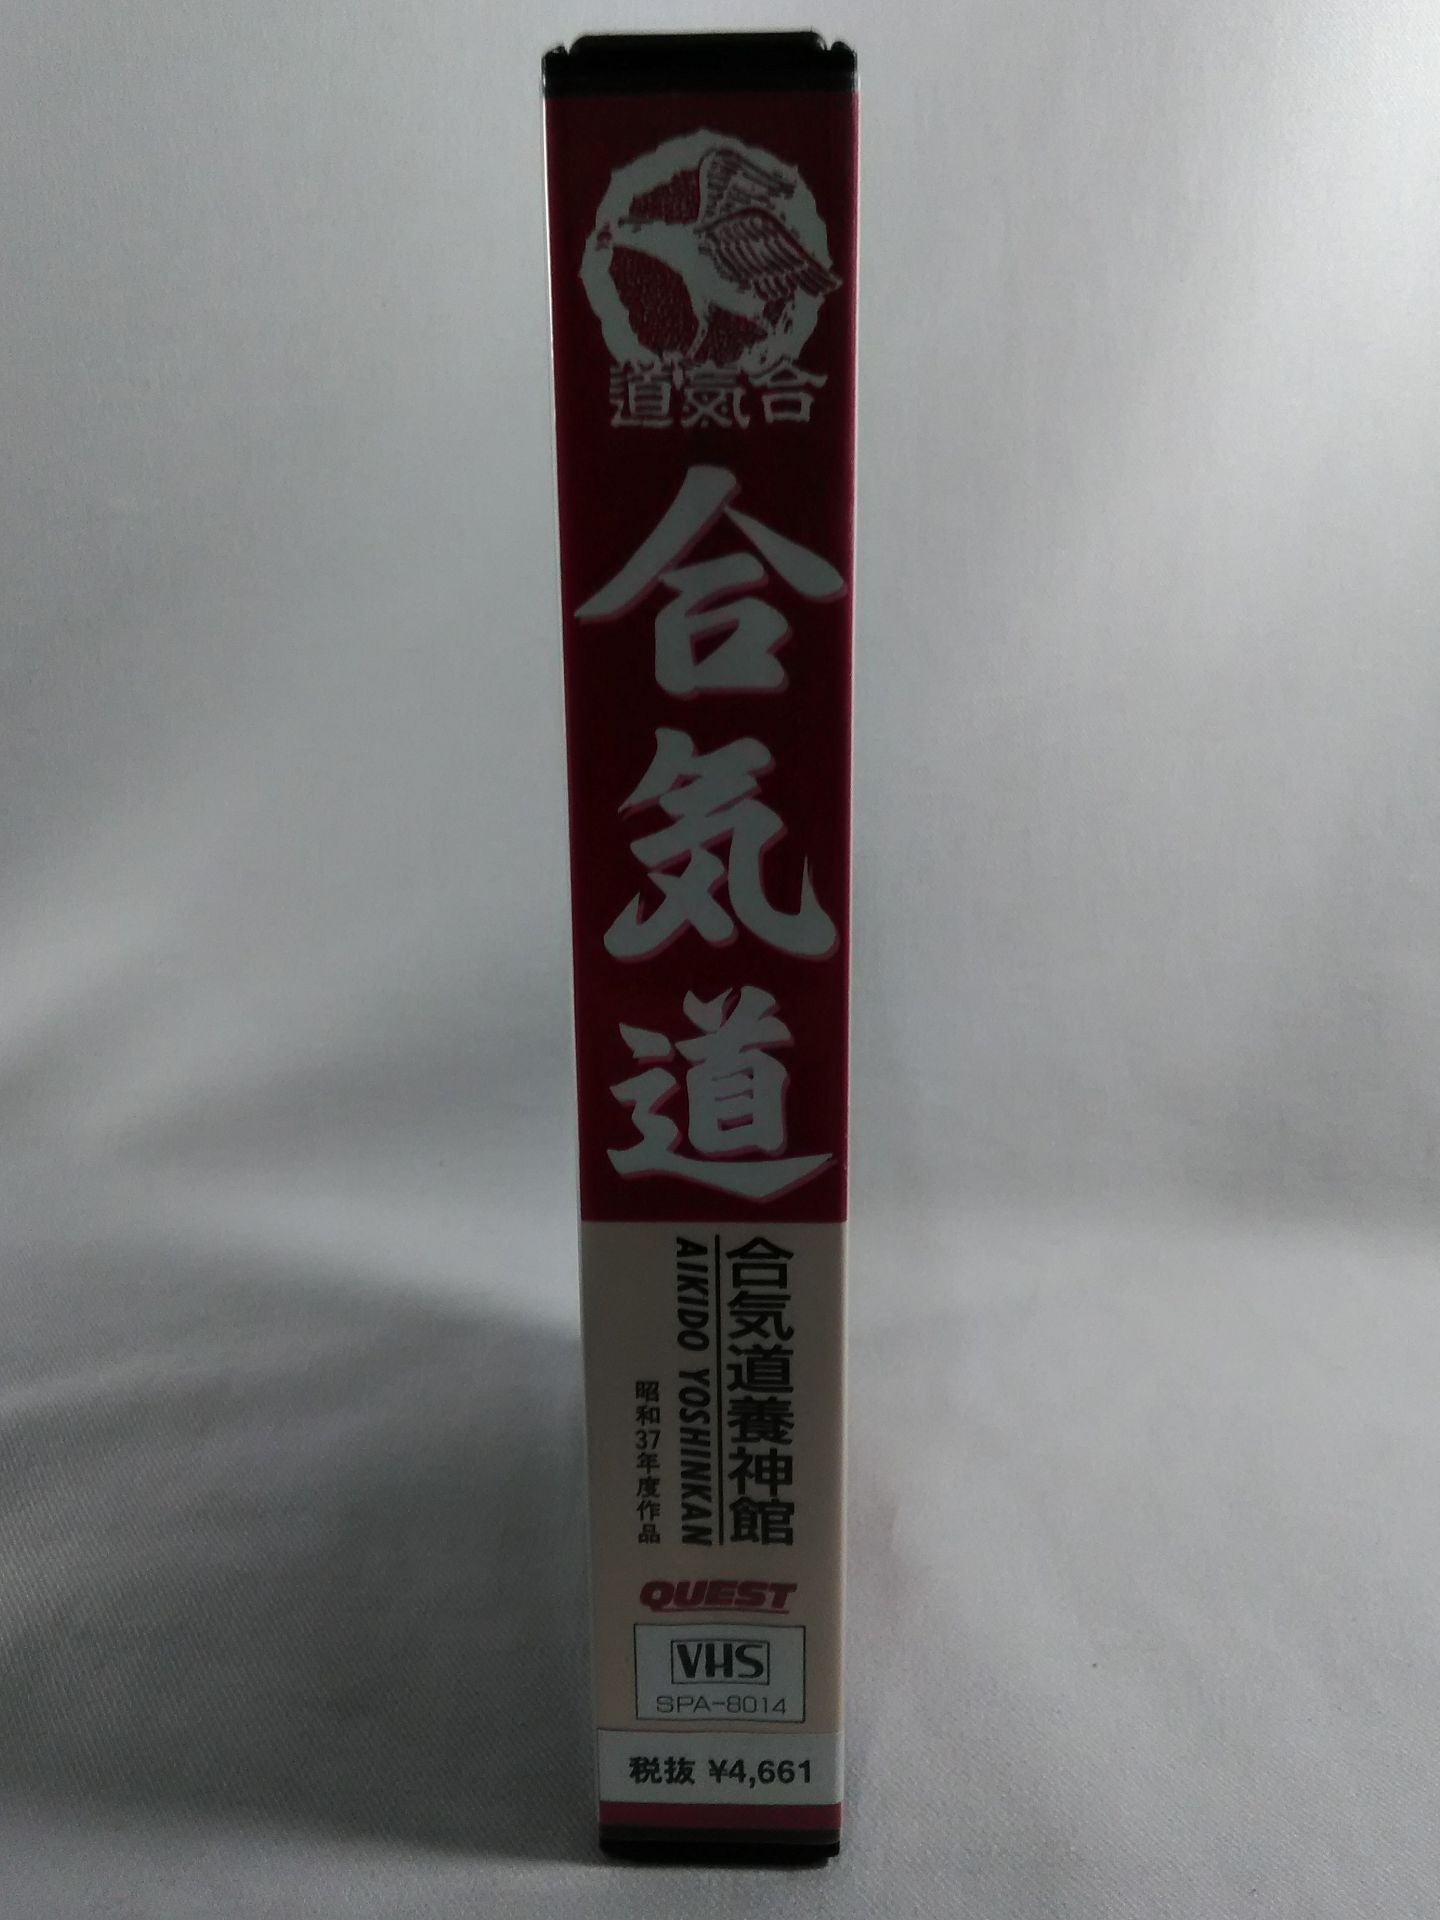 道氣合
合気道
合気道養神館
AIKIDO YOSHINKAN
昭和37年度作品
QUEST
VHS
SPA-8014
税抜 ¥4,661